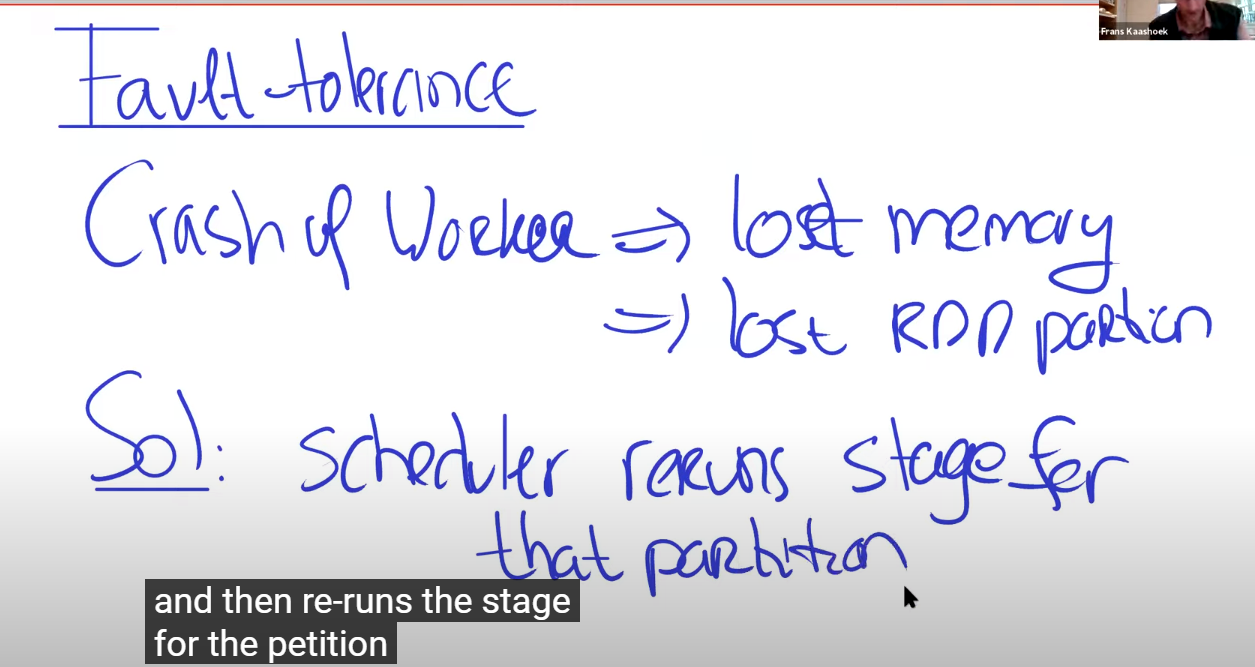 Frans Kaashoek
Fault-tolerance
Crash of Worker => lost memory
=> lost RDD partion
Sol: scheduler reruns stage for
that partition
and then re-runs the stage
for the petition